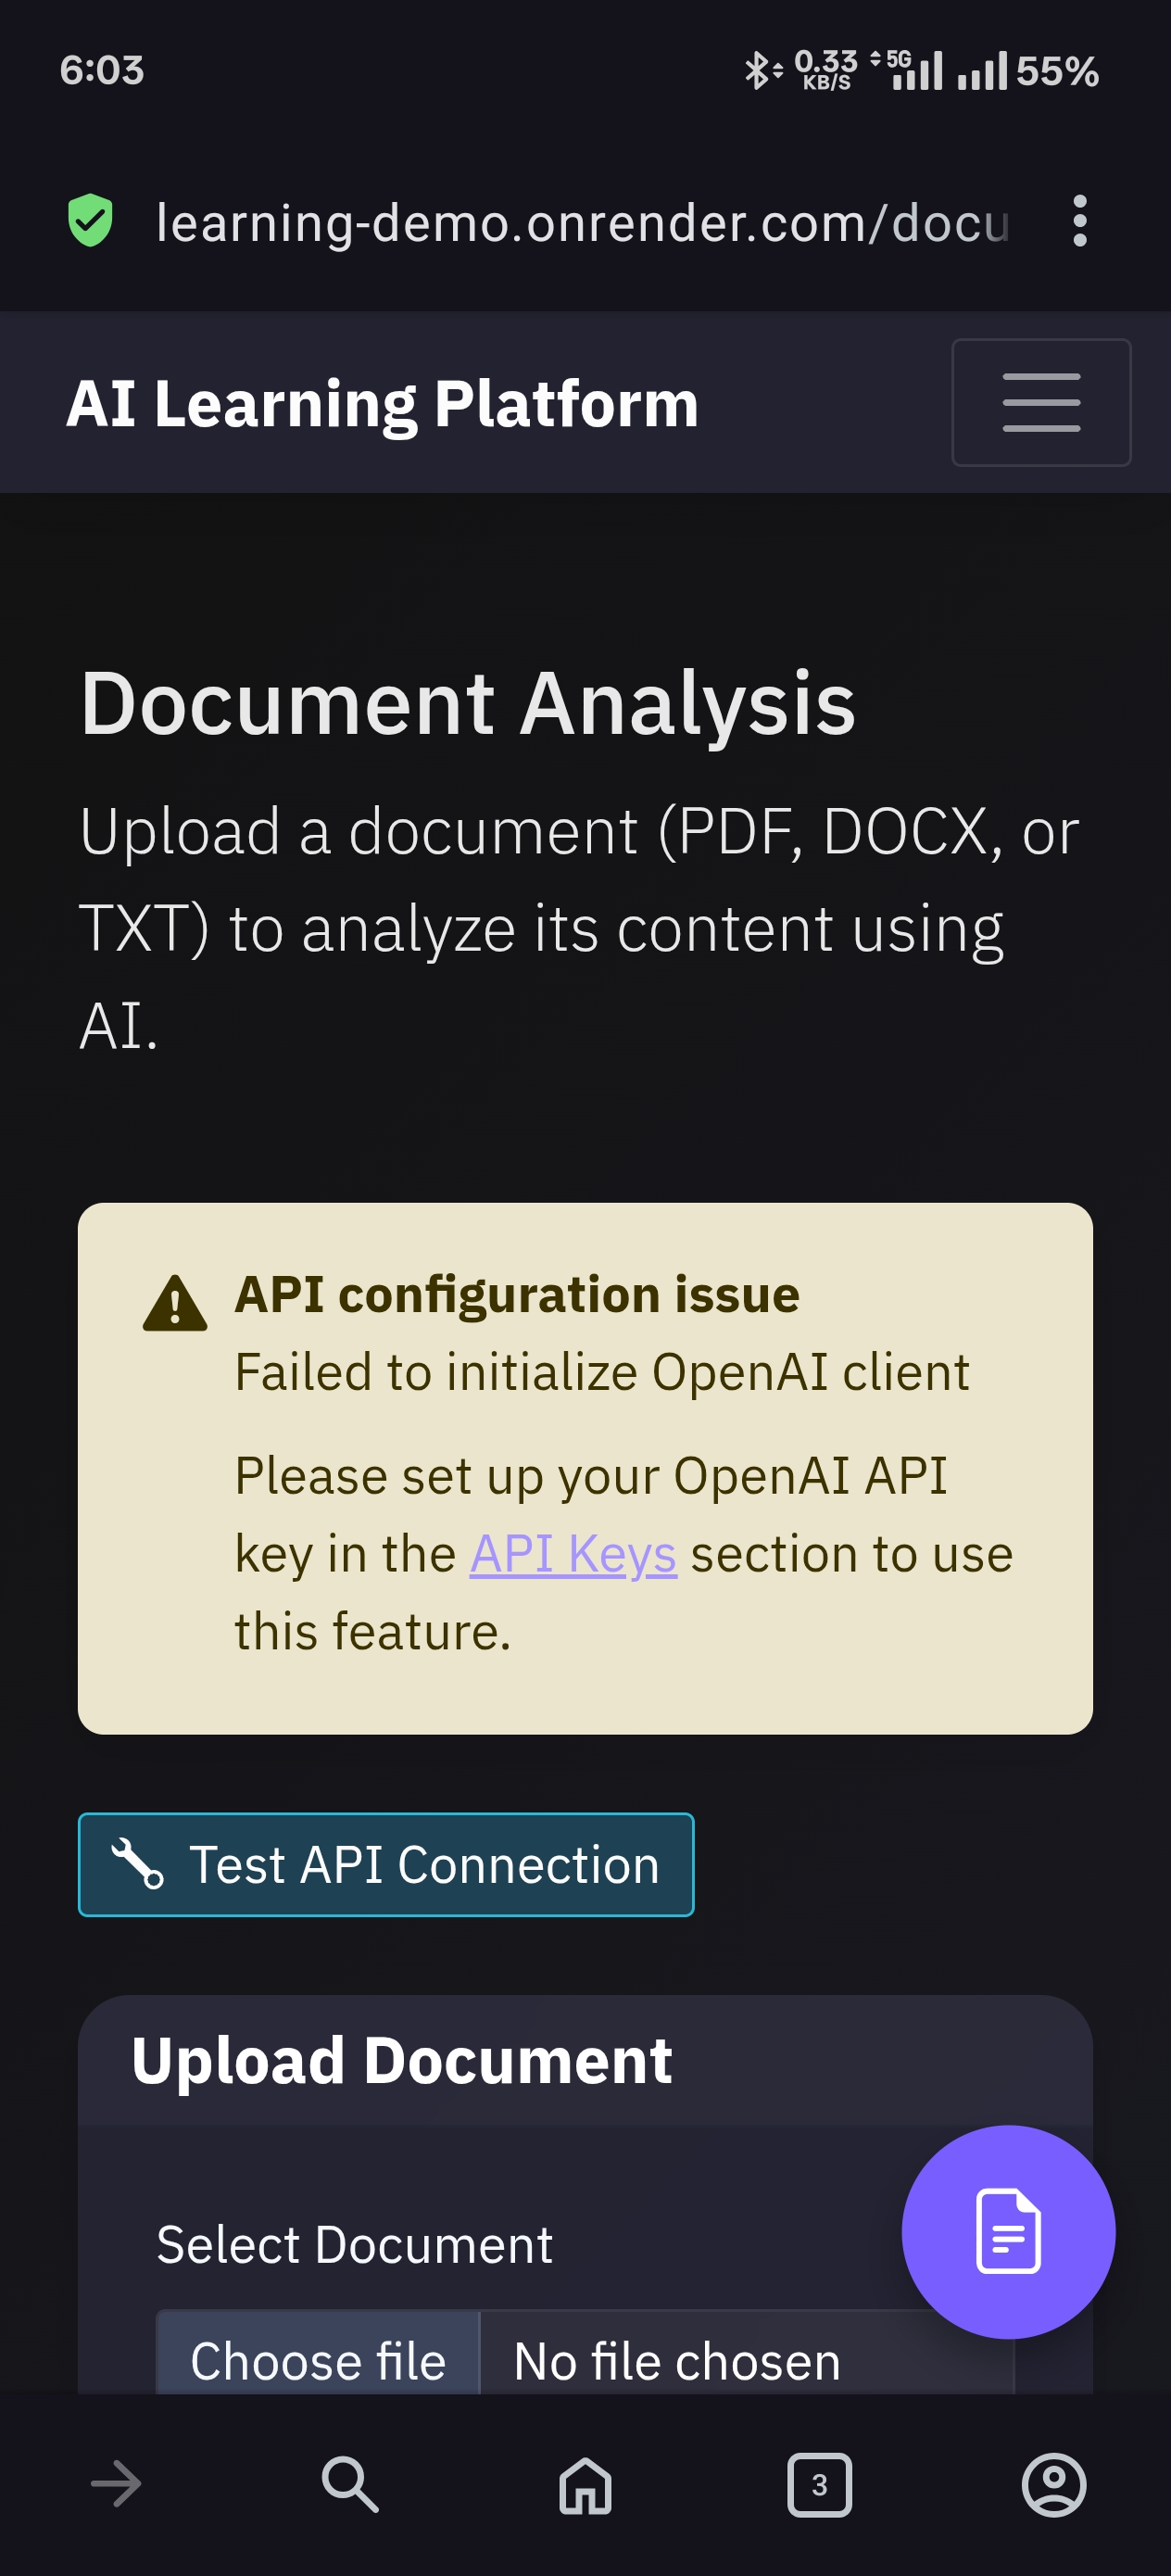 6:03
0.33 KB/S 5G 55%
learning-demo.onrender.com/docu
AI Learning Platform
Document Analysis
Upload a document (PDF, DOCX, or
TXT) to analyze its content using
AI.
API configuration issue
Failed to initialize OpenAI client
Please set up your OpenAI API
key in the API Keys section to use
this feature.
Test API Connection
Upload Document
Select Document
Choose file No file chosen
3